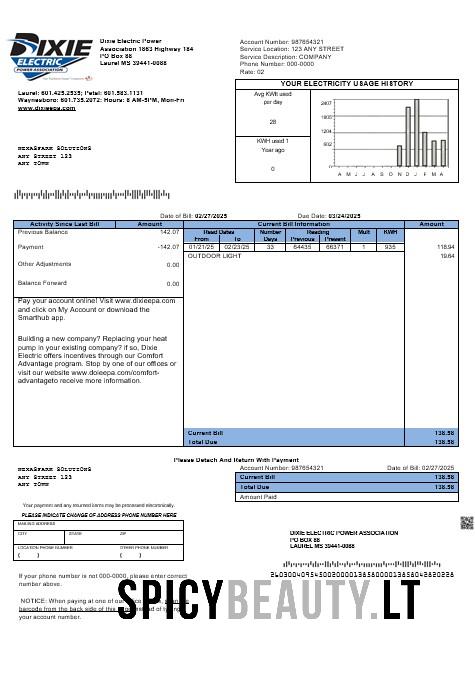 DIXIE
ELECTRIC
POWER ASSOCIATION
Dixie Electric Power
Association 1863 Highway 184
PO Box 88
Laurel MS 39441-0088
Account Number: 987654321
Service Location: 123 ANY STREET
Service Description: COMPANY
Phone Number: 000-0000
Rate: 02
Laurel: 601.425.2535; Petal: 601.583.1131
Waynesboro: 601.735.2072; Hours: 8 AM-5PM, Mon-Fri
www.dixieepa.com
YOUR ELECTRICITY USAGE HISTORY
Avg KWH used
per day
28
KWH used 1
Year ago
0
2407
1805
1204
602
0
A M J J A S O N D J F M A
NEXASPARK SOLUTIONS
ANY STREET 123
ANY TOWN
Date of Bill: 02/27/2025 Due Date: 03/24/2025
Activity Since Last Bill Amount
Previous Balance 142.07
Payment -142.07
Other Adjustments 0.00
Balance Forward 0.00
Current Bill Information Amount
Read Dates Number Reading Mult KWH
From To Days Previous Present
01/21/25 02/23/25 33 64435 66371 1 935 118.94
OUTDOOR LIGHT 19.64
Pay your account online! Visit www.dixieepa.com
and click on My Account or download the
Smarthub app.
Building a new company? Replacing your heat
pump in your existing company? if so, Dixie
Electric offers incentives through our Comfort
Advantage program. Stop by one of our offices or
visit our website www.doleepa.com/comfort-
advantageto receive more information.
Current Bill 138.58
Total Due 138.58
Please Detach And Return With Payment
NEXASPARK SOLUTIONS
ANY STREET 123
ANY TOWN
Account Number: 987654321 Date of Bill: 02/27/2025
Current Bill 138.58
Total Due 138.58
Amount Paid
Your payment and any returned items may be processed electronically.
PLEASE INDICATE CHANGE OF ADDRESS PHONE NUMBER HERE
MAILING ADDRESS
CITY STATE ZIP
LOCATION PHONE NUMBER OTHER PHONE NUMBER
( ) ( )
DIXIE ELECTRIC POWER ASSOCIATION
PO BOX 88
LAUREL MS 39441-0088
If your phone number is not 000-0000, please enter correct
number above.
NOTICE: When paying at one of our
barcode from the back side of this instead of
your account number.
SPICYBEAUTY.LT